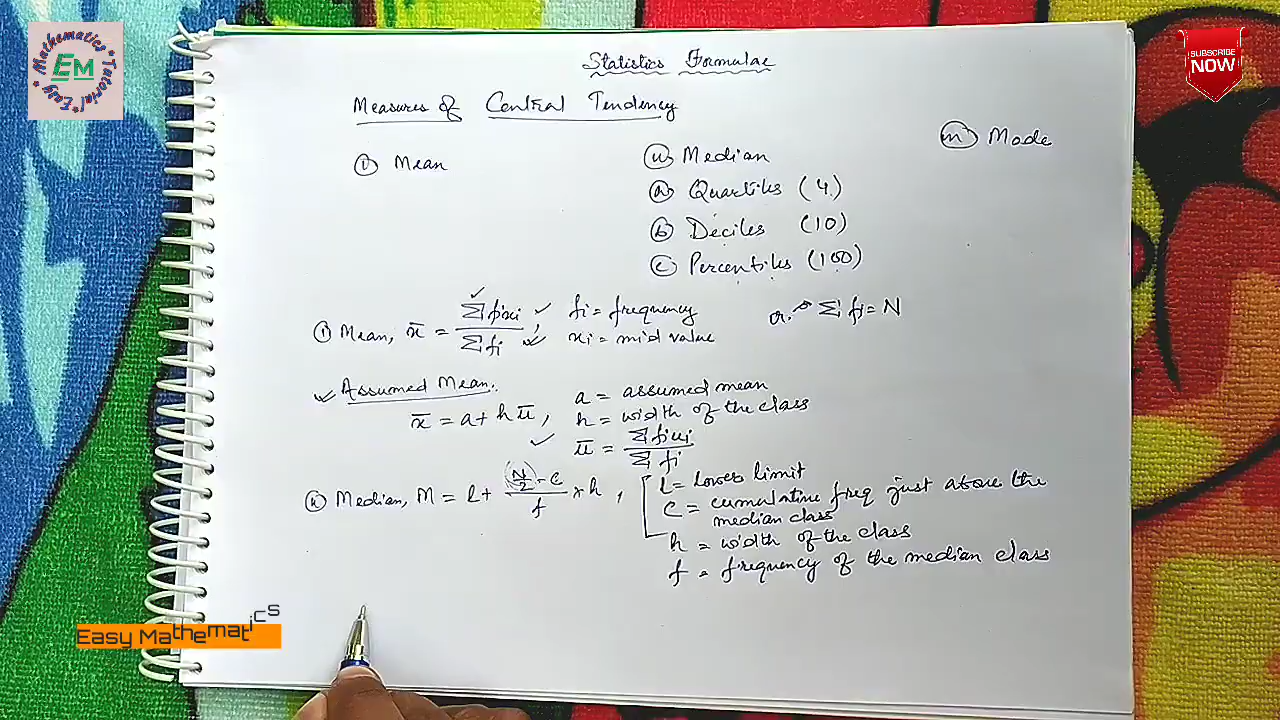 Mathematics * Tutorial Easy *
EM
SUBSCRIBE
NOW
Statistics Formulae
Measures of Central Tendency
(i) Mean
(ii) Median
(a) Quartiles (4)
(b) Deciles (10)
(c) Percentiles (100)
(iii) Mode
(i) Mean, x̄ = Σfixi / Σfi , fi = frequency or, Σfi = N
xi = mid value
Assumed Mean.
x̄ = a + h ū, a = assumed mean
h = width of the class
ū = Σfiui / Σfi
(ii) Median, M = l + (N/2 - C)/f × h , l = lower limit
C = cumulative freq just above the
median class
h = width of the class
f = frequency of the median class
Easy Mathematics